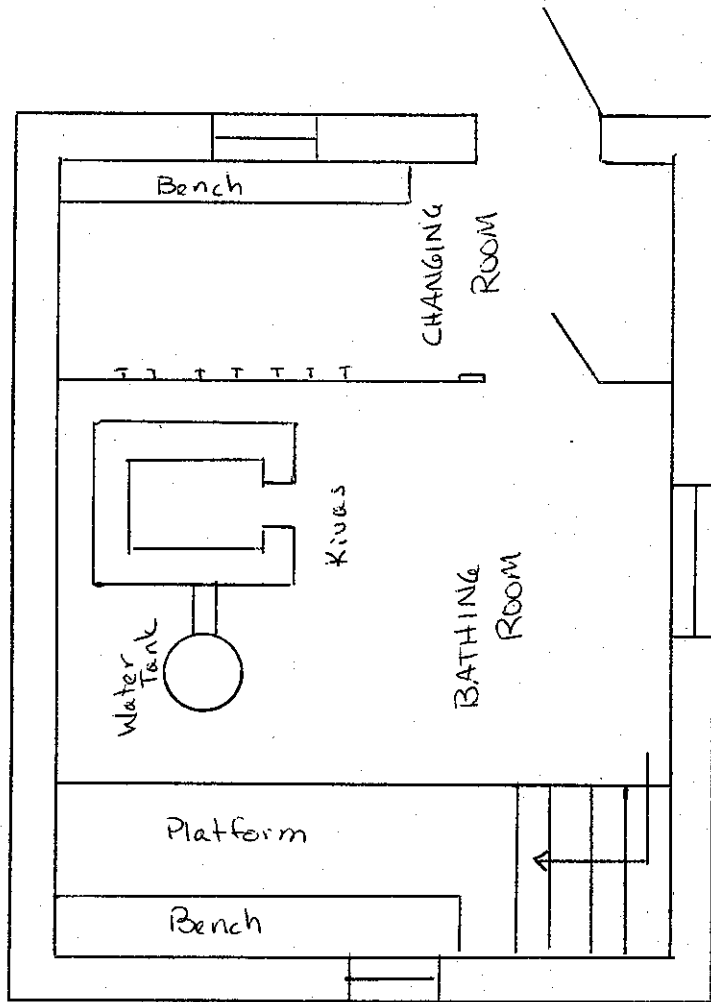 Bench
CHANGING
ROOM
Kivas
Water
Tank
BATHING
ROOM
Platform
Bench